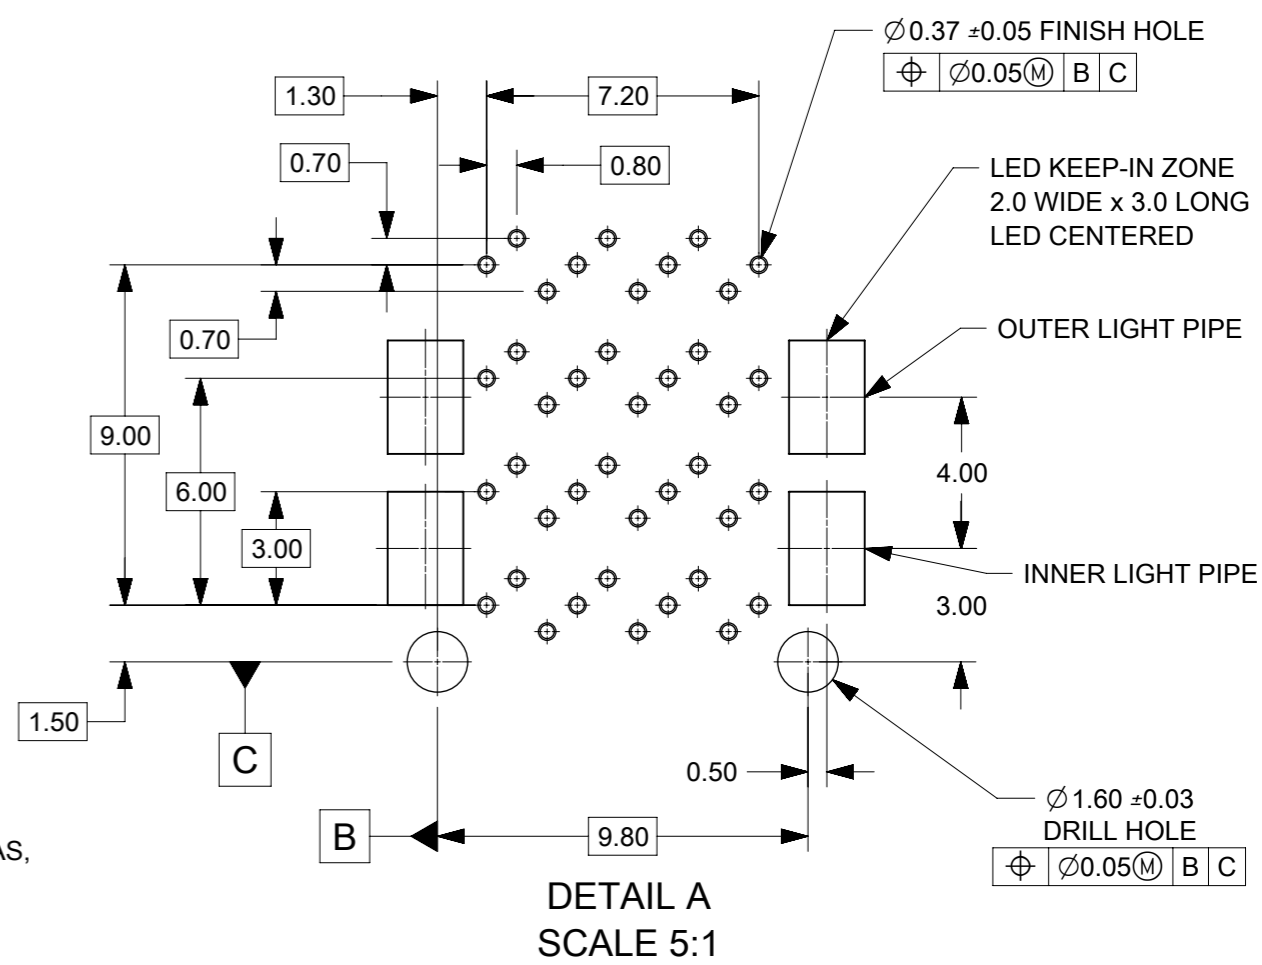 ⌀0.37 ±0.05 FINISH HOLE
⌖ ⌀0.05Ⓜ B C
1.30
7.20
0.70
0.80
LED KEEP-IN ZONE
2.0 WIDE x 3.0 LONG
LED CENTERED
0.70
OUTER LIGHT PIPE
9.00
6.00
4.00
3.00
INNER LIGHT PIPE
3.00
1.50
C
0.50
⌀1.60 ±0.03
DRILL HOLE
⌖ ⌀0.05Ⓜ B C
B
9.80
AS,
DETAIL A
SCALE 5:1